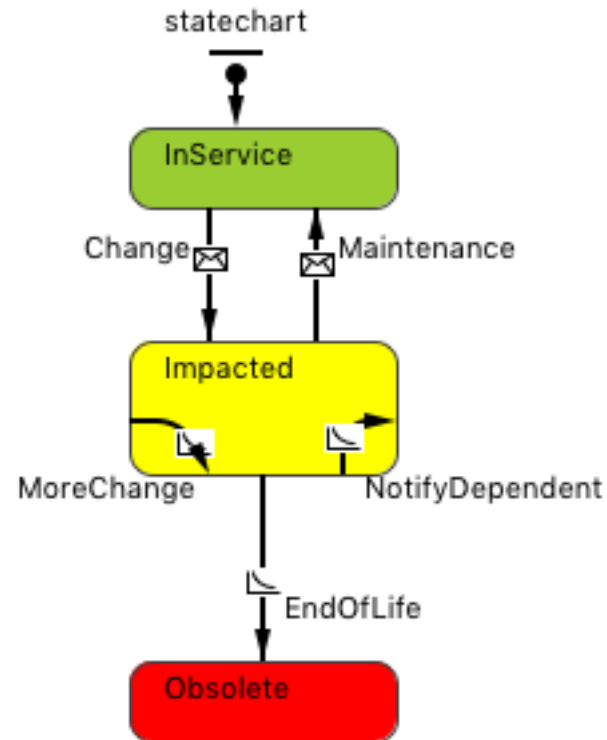 statechart
InService
Change
Maintenance
Impacted
MoreChange
NotifyDependent
EndOfLife
Obsolete